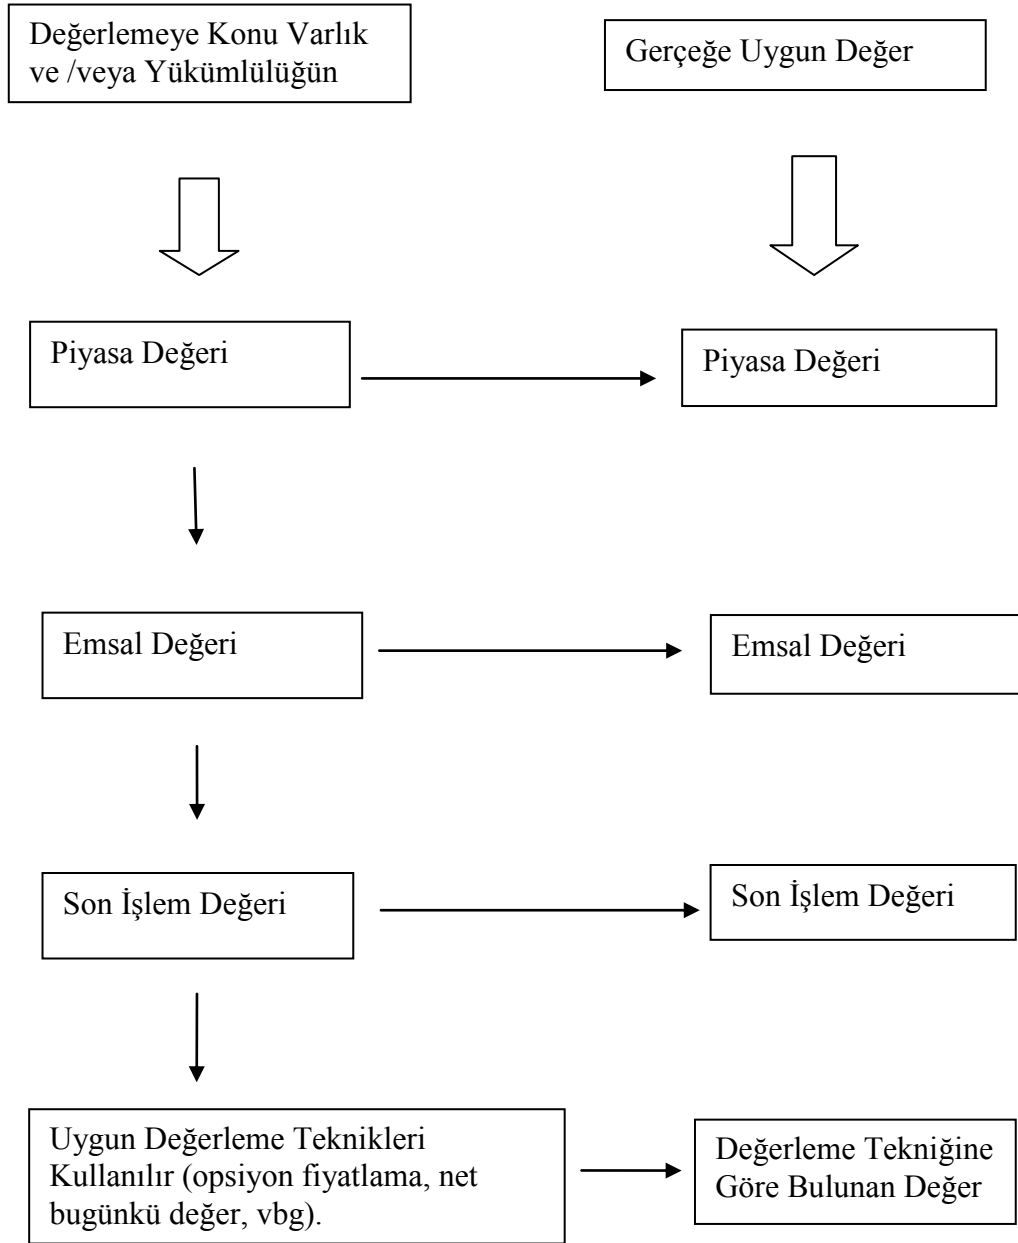 Değerlemeye Konu Varlık
ve /veya Yükümlülüğün
Gerçeğe Uygun Değer
Piyasa Değeri
Piyasa Değeri
Emsal Değeri
Emsal Değeri
Son İşlem Değeri
Son İşlem Değeri
Uygun Değerleme Teknikleri
Kullanılır (opsiyon fiyatlama, net
bugünkü değer, vbg).
Değerleme Tekniğine
Göre Bulunan Değer